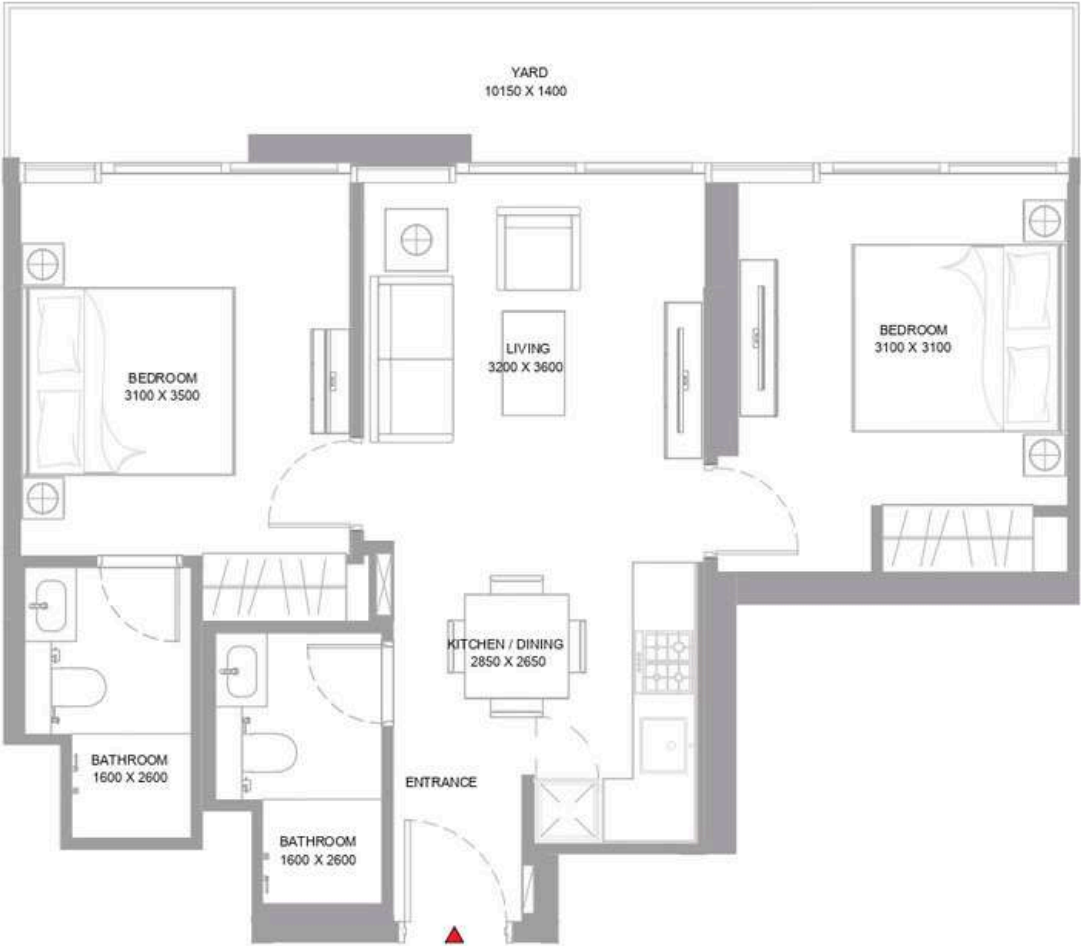 YARD
10150 X 1400
BEDROOM
3100 X 3500
LIVING
3200 X 3600
BEDROOM
3100 X 3100
KITCHEN / DINING
2850 X 2650
BATHROOM
1600 X 2600
ENTRANCE
BATHROOM
1600 X 2600